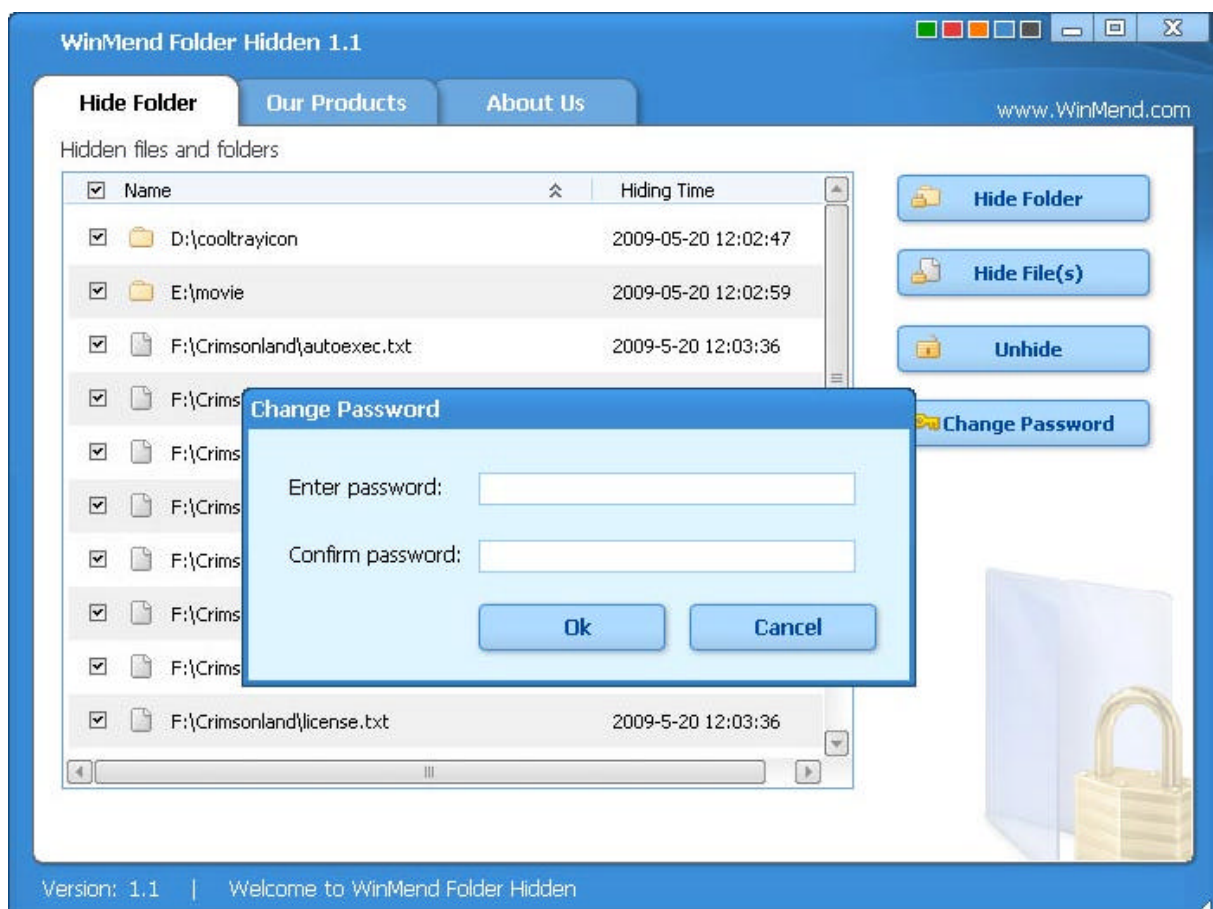 WinMend Folder Hidden 1.1
Hide Folder Our Products About Us
www.WinMend.com
Hidden files and folders
Name Hiding Time
D:\cooltrayicon 2009-05-20 12:02:47
E:\movie 2009-05-20 12:02:59
F:\Crimsonland\autoexec.txt 2009-5-20 12:03:36
F:\Crims
F:\Crims
F:\Crims
F:\Crims
F:\Crims
F:\Crims
F:\Crimsonland\license.txt 2009-5-20 12:03:36
Hide Folder
Hide File(s)
Unhide
Change Password
Change Password
Enter password:
Confirm password:
Ok Cancel
Version: 1.1 | Welcome to WinMend Folder Hidden